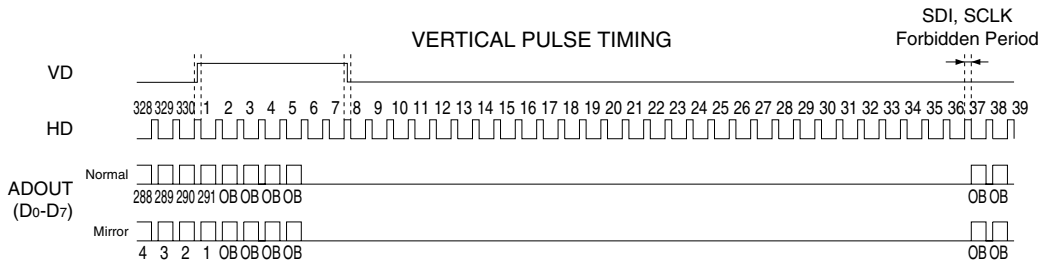 SDI, SCLK
Forbidden Period
VERTICAL PULSE TIMING
VD
328 329 330 1 2 3 4 5 6 7 8 9 10 11 12 13 14 15 16 17 18 19 20 21 22 23 24 25 26 27 28 29 30 31 32 33 34 35 36 37 38 39
HD
Normal
288 289 290 291 OB OB OB OB OB OB
ADOUT
(D0-D7)
Mirror
4 3 2 1 OB OB OB OB OB OB